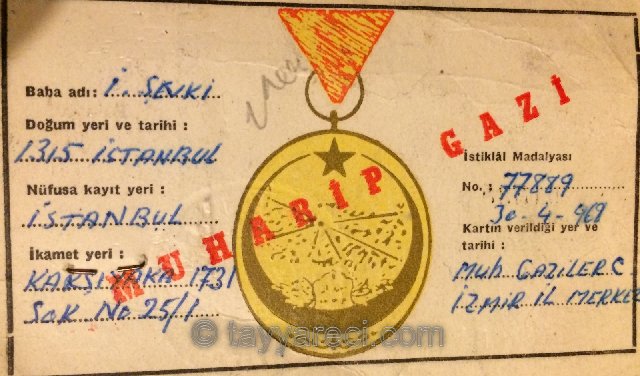 Baba adı: İ. ŞEVKİ
Doğum yeri ve tarihi :
1315 İSTANBUL
Nüfusa kayıt yeri :
İSTANBUL
İkamet yeri :
KARŞIYAKA 1731
Sok No 25/1
MUHARİP GAZİ
İstiklâl Madalyası
No. : 77889
30-4-969
Kartın verildiği yer ve
tarihi :
Muh GAZİLER C
İZMİR İL MERKEZ
© tayyareci.com